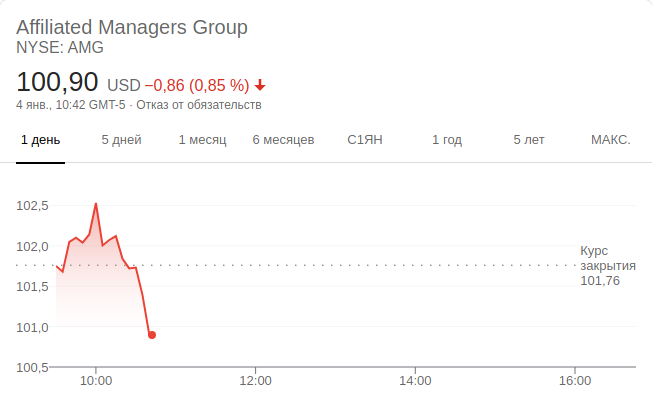 Affiliated Managers Group
NYSE: AMG
100,90 USD −0,86 (0,85 %)
4 янв., 10:42 GMT-5 · Отказ от обязательств
1 день 5 дней 1 месяц 6 месяцев С1ЯН 1 год 5 лет МАКС.
102,5
102,0
Курс
закрытия
101,76
101,5
101,0
100,5
10:00 12:00 14:00 16:00